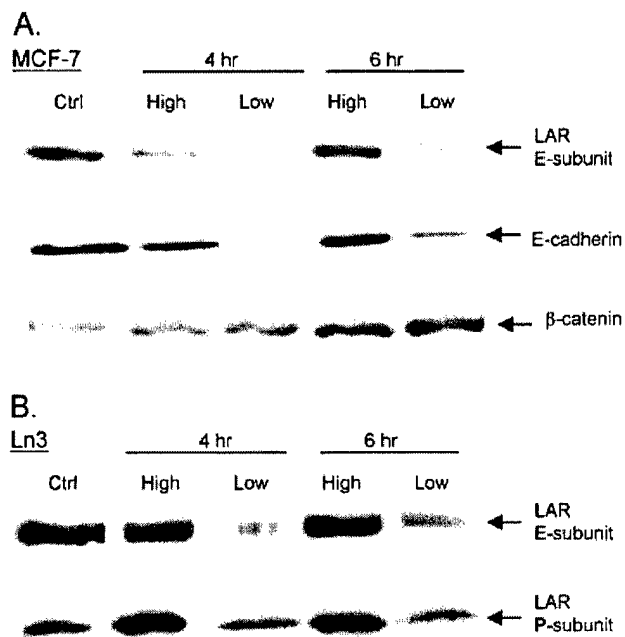 A.
MCF-7
4 hr
6 hr
Ctrl
High
Low
High
Low
LAR
E-subunit
E-cadherin
β-catenin
B.
Ln3
4 hr
6 hr
Ctrl
High
Low
High
Low
LAR
E-subunit
LAR
P-subunit